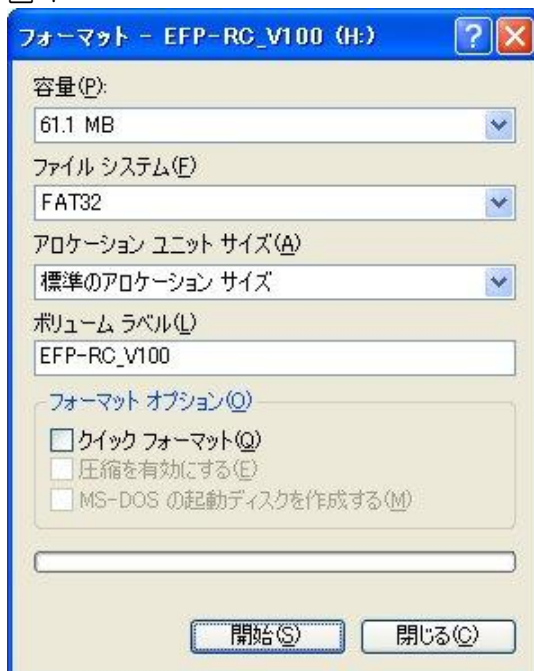 フォーマット - EFP-RC_V100 (H:)
容量(P):
61.1 MB
ファイル システム(F)
FAT32
アロケーション ユニット サイズ(A)
標準のアロケーション サイズ
ボリューム ラベル(L)
EFP-RC_V100
フォーマット オプション(O)
クイック フォーマット(Q)
圧縮を有効にする(E)
MS-DOS の起動ディスクを作成する(M)
開始(S)
閉じる(C)